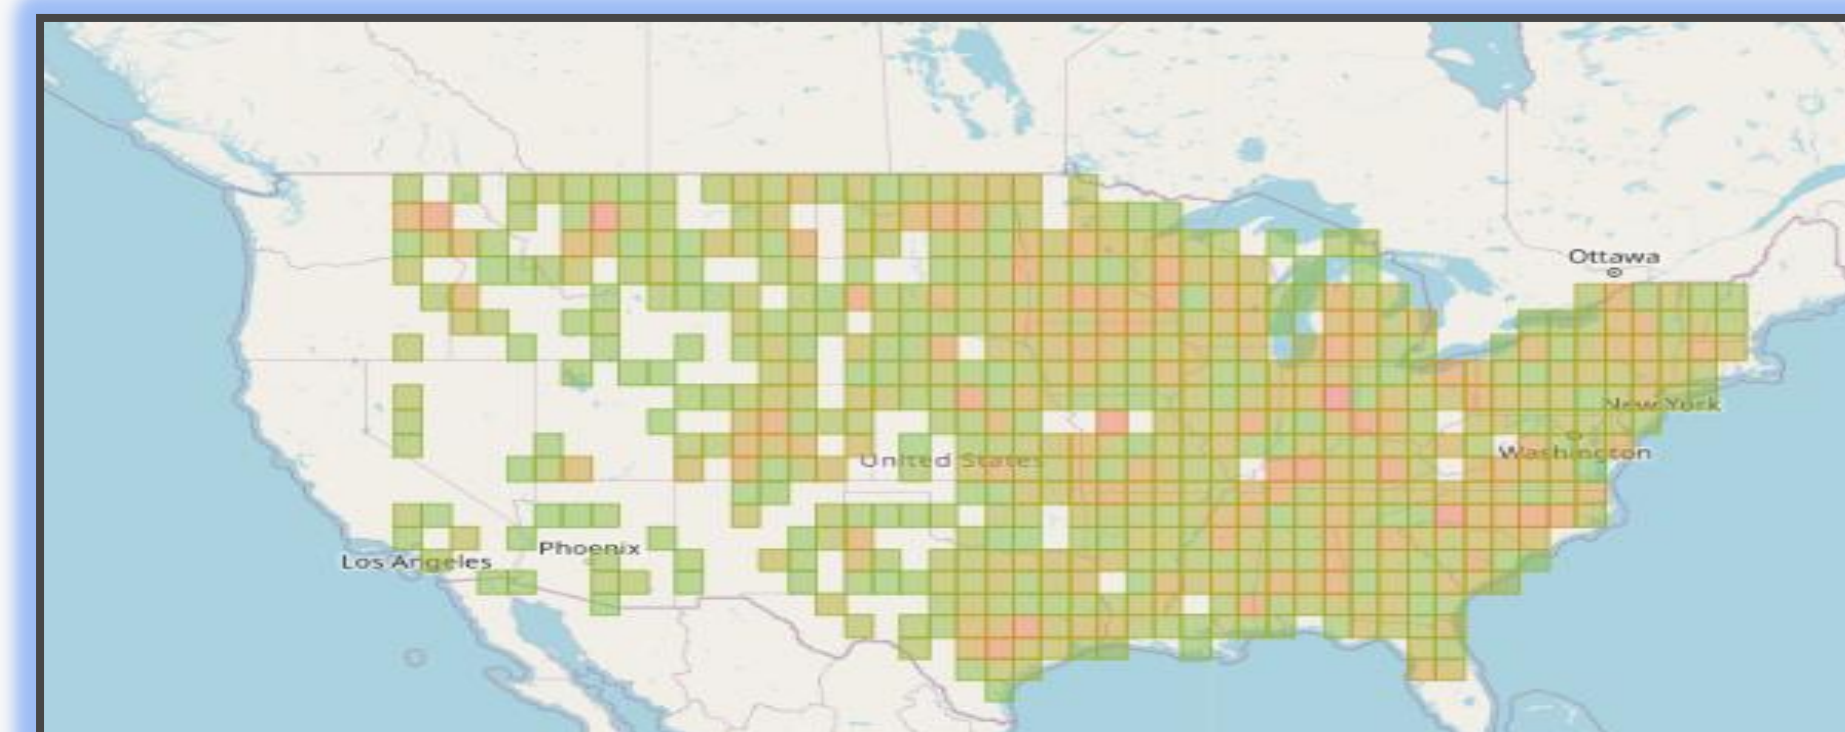 Ottawa
New York
Washington
United States
Phoenix
Los Angeles